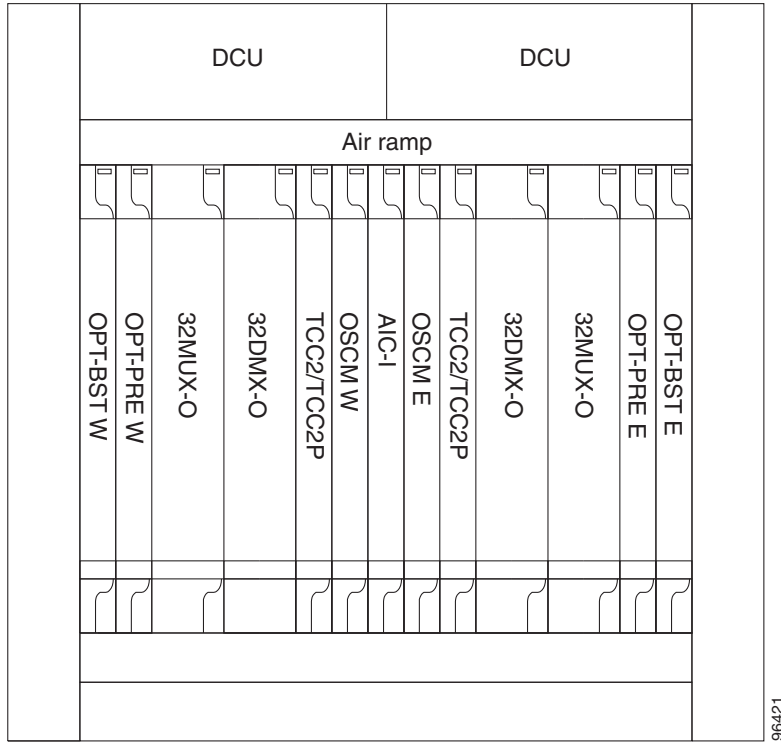 DCU
DCU
Air ramp
OPT-BST W
OPT-PRE W
32MUX-O
32DMX-O
TCC2/TCC2P
OSCM W
AIC-I
OSCM E
TCC2/TCC2P
32DMX-O
32MUX-O
OPT-PRE E
OPT-BST E
96421